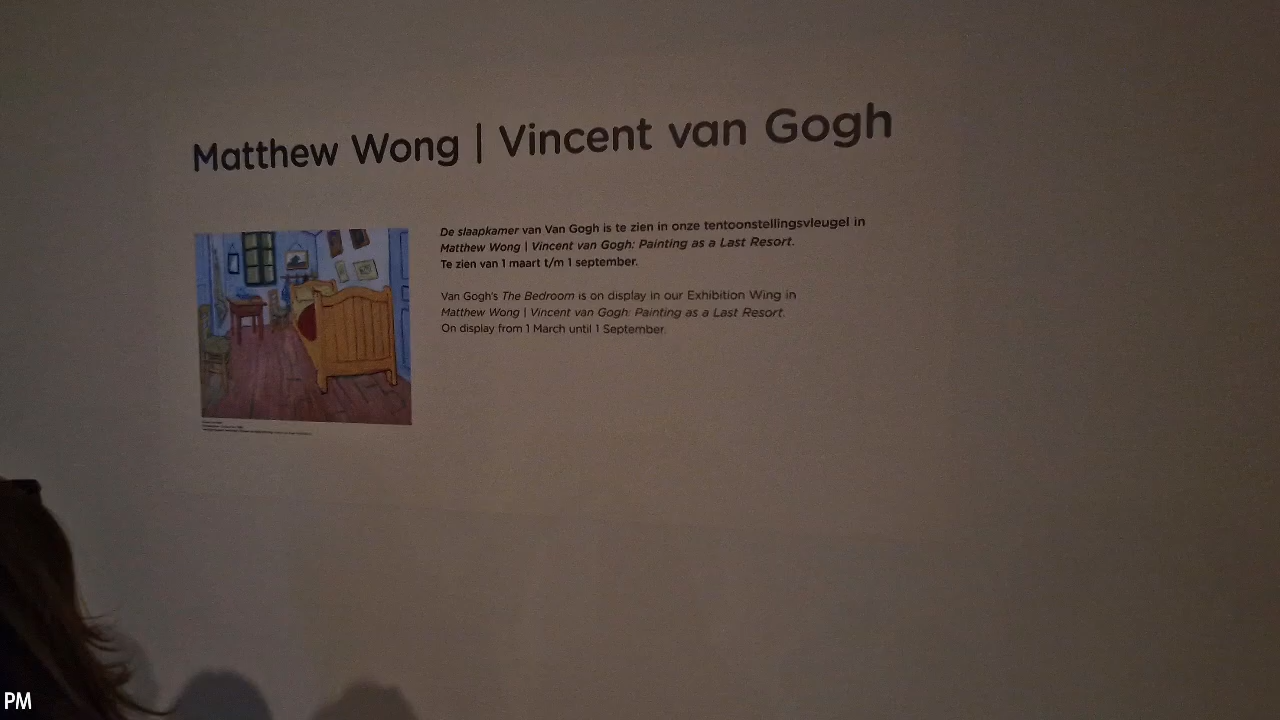 Matthew Wong | Vincent van Gogh
De slaapkamer van Van Gogh is te zien in onze tentoonstellingsvleugel in
Matthew Wong | Vincent van Gogh: Painting as a Last Resort.
Te zien van 1 maart t/m 1 september.
Van Gogh's The Bedroom is on display in our Exhibition Wing in
Matthew Wong | Vincent van Gogh: Painting as a Last Resort.
On display from 1 March until 1 September.
PM